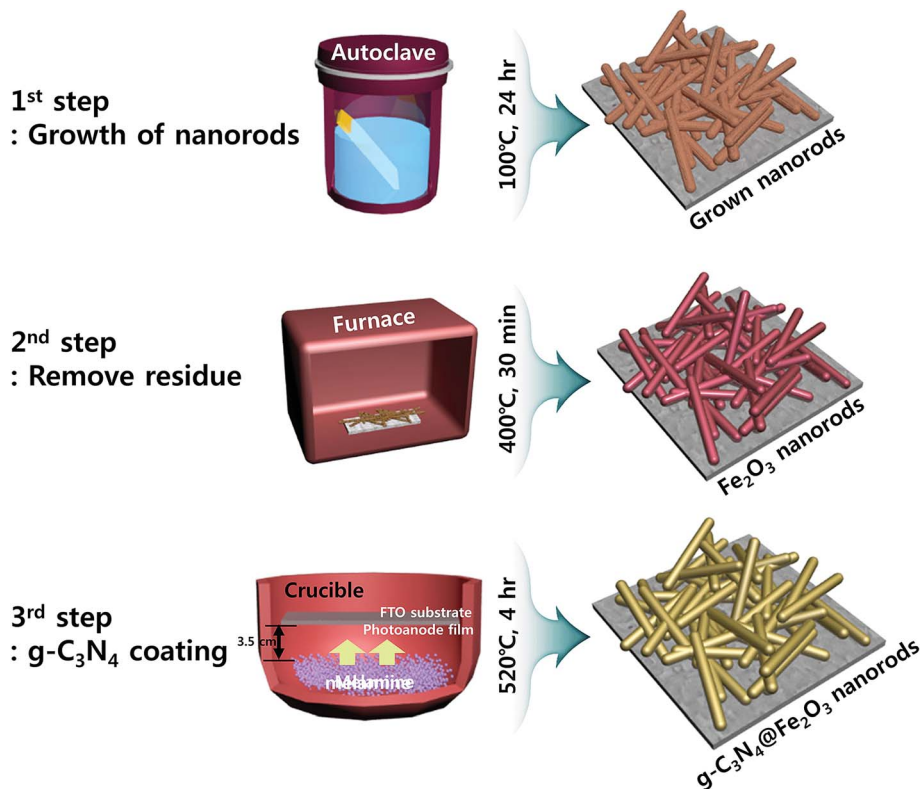 1st step
: Growth of nanorods
Autoclave
100℃, 24 hr
Grown nanorods
2nd step
: Remove residue
Furnace
400℃, 30 min
Fe₂O₃ nanorods
3rd step
: g-C₃N₄ coating
Crucible
FTO substrate
Photoanode film
3.5 cm
Melamine
520℃, 4 hr
g-C₃N₄@Fe₂O₃ nanorods